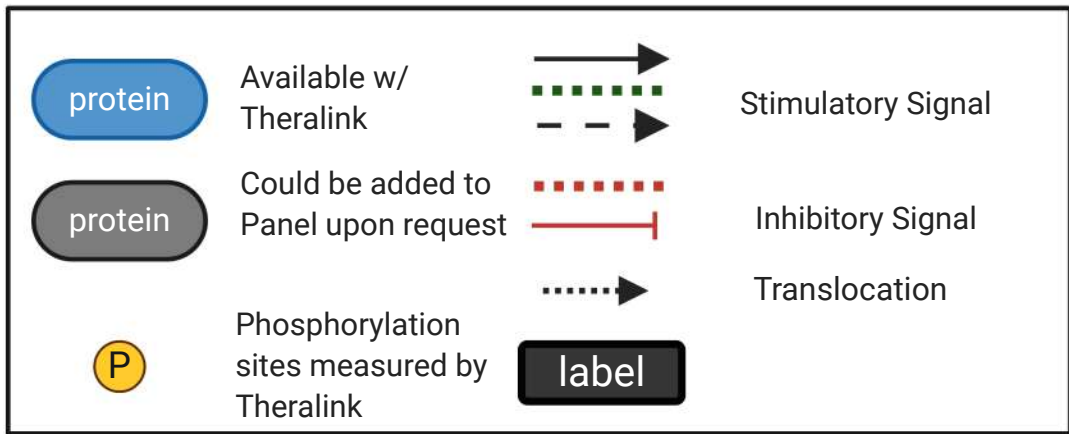 protein
Available w/
Theralink
Stimulatory Signal
protein
Could be added to
Panel upon request
Inhibitory Signal
Translocation
P
Phosphorylation
sites measured by
Theralink
label